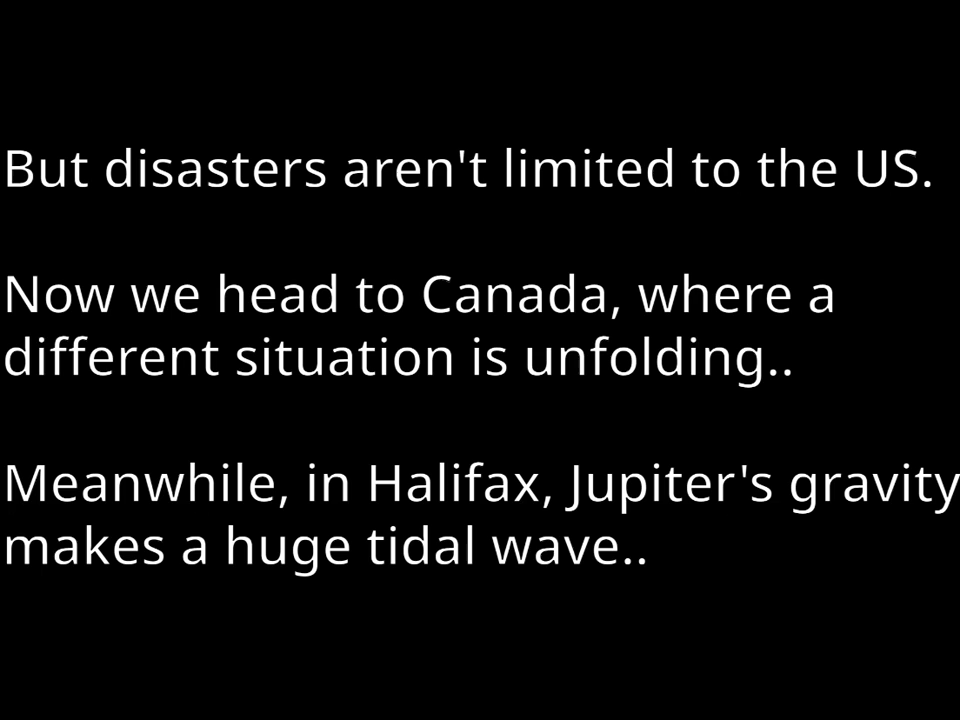 But disasters aren't limited to the US.
Now we head to Canada, where a
different situation is unfolding..
Meanwhile, in Halifax, Jupiter's gravity
makes a huge tidal wave..